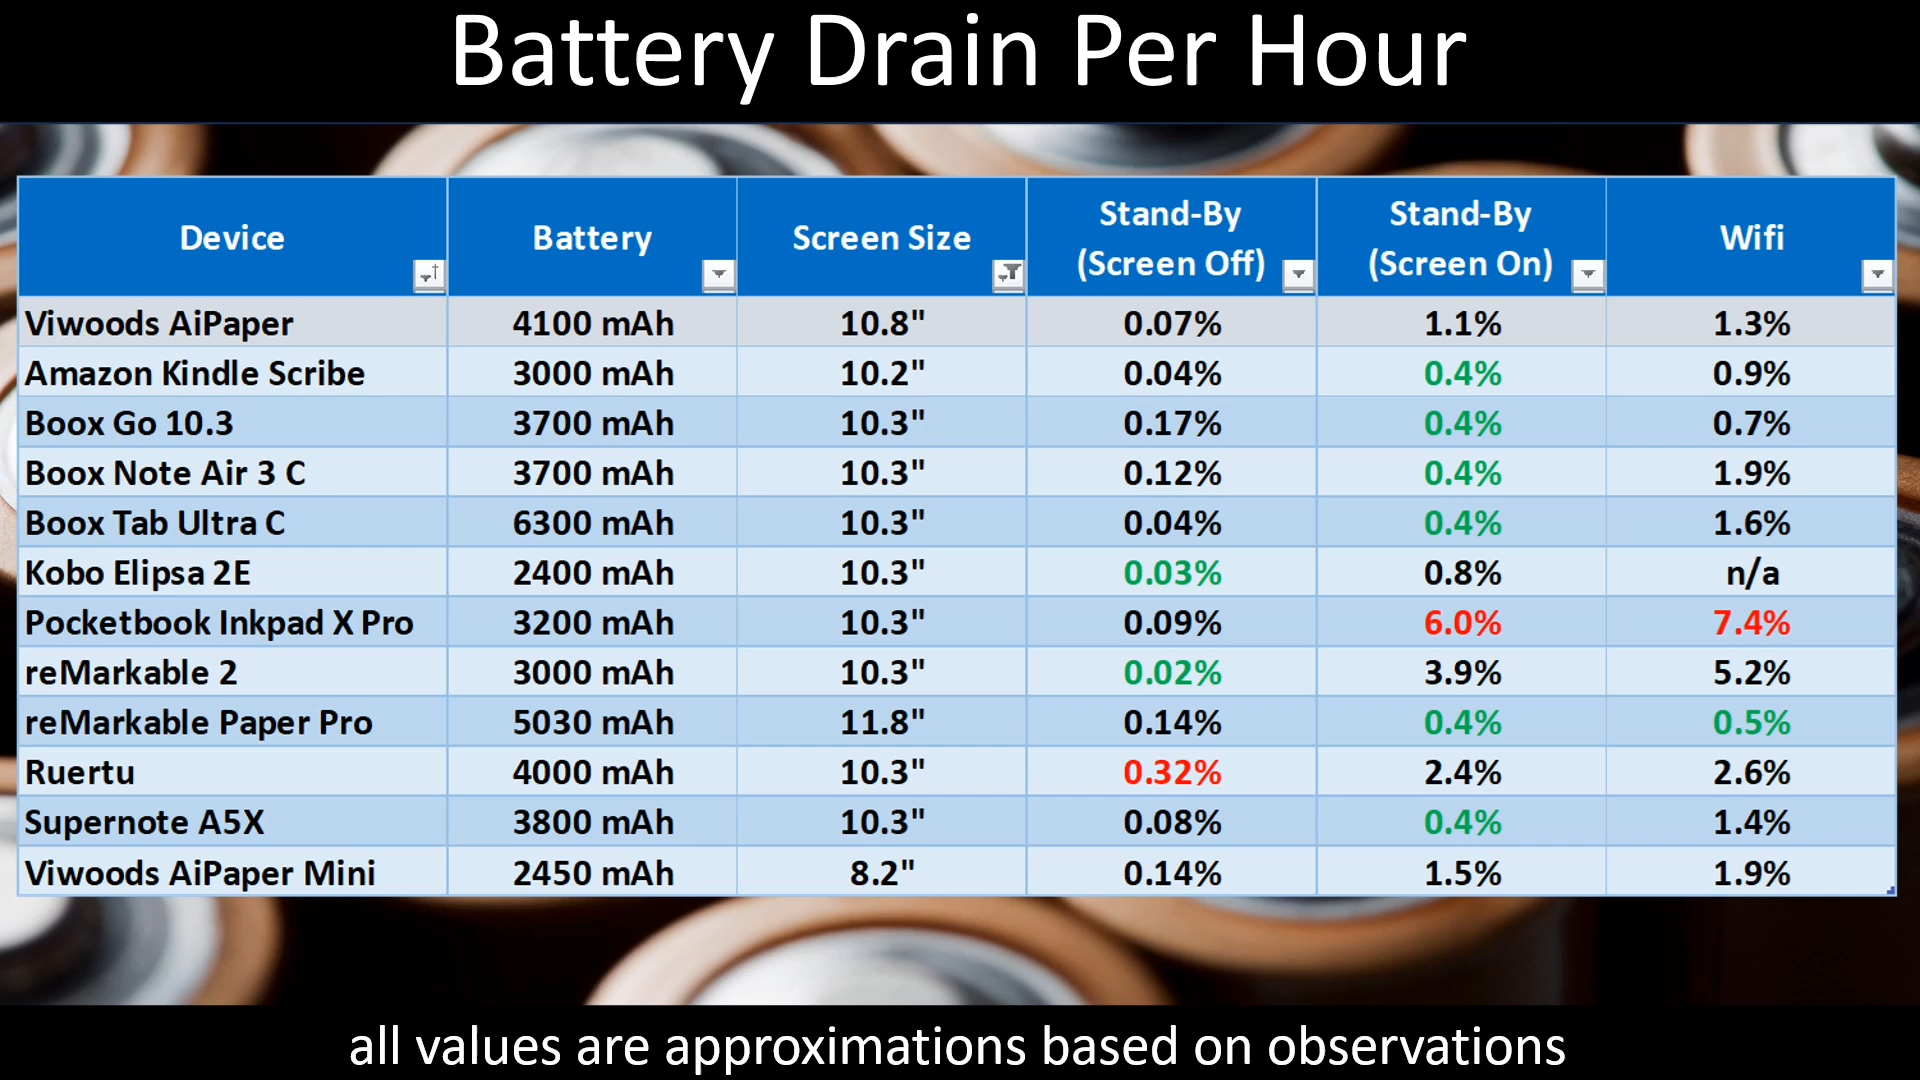 Battery Drain Per Hour
Device Battery Screen Size Stand-By (Screen Off) Stand-By (Screen On) Wifi
Viwoods AiPaper 4100 mAh 10.8" 0.07% 1.1% 1.3%
Amazon Kindle Scribe 3000 mAh 10.2" 0.04% 0.4% 0.9%
Boox Go 10.3 3700 mAh 10.3" 0.17% 0.4% 0.7%
Boox Note Air 3 C 3700 mAh 10.3" 0.12% 0.4% 1.9%
Boox Tab Ultra C 6300 mAh 10.3" 0.04% 0.4% 1.6%
Kobo Elipsa 2E 2400 mAh 10.3" 0.03% 0.8% n/a
Pocketbook Inkpad X Pro 3200 mAh 10.3" 0.09% 6.0% 7.4%
reMarkable 2 3000 mAh 10.3" 0.02% 3.9% 5.2%
reMarkable Paper Pro 5030 mAh 11.8" 0.14% 0.4% 0.5%
Ruertu 4000 mAh 10.3" 0.32% 2.4% 2.6%
Supernote A5X 3800 mAh 10.3" 0.08% 0.4% 1.4%
Viwoods AiPaper Mini 2450 mAh 8.2" 0.14% 1.5% 1.9%
all values are approximations based on observations